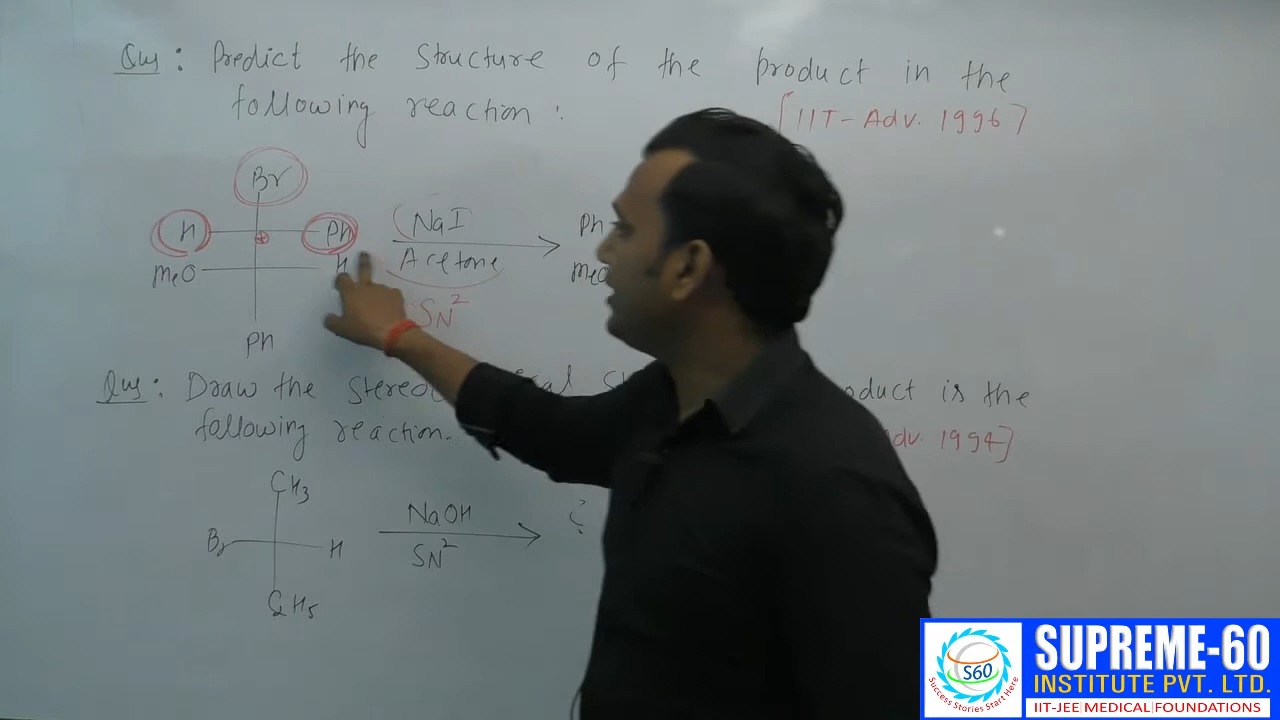 Qus : Predict the structure of the product in the
following reaction :
[IIT-Adv. 1996]
Br
H Ph
MeO H
Ph
NaI
Acetone
SN²
Ph
MeO
Qus : Draw the product is the
following reaction. 1994]
CH3
Br H
C2H5
NaOH
SN²
?
S60
Success Stories Start Here
SUPREME-60
INSTITUTE PVT. LTD.
IIT-JEE MEDICAL FOUNDATIONS